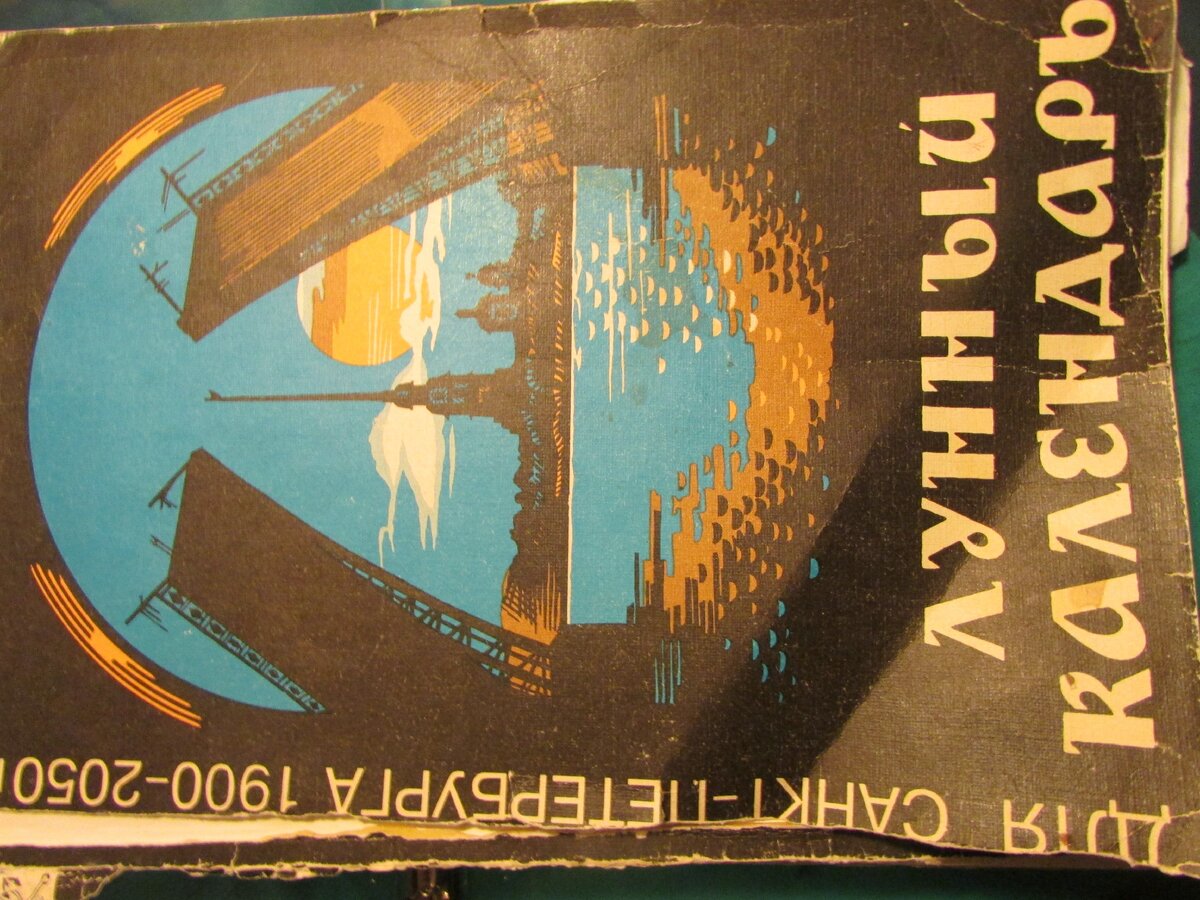 ЛУННЫЙ
КАЛЕНДАРЬ
ДЛЯ САНКТ-ПЕТЕРБУРГА 1900-2050